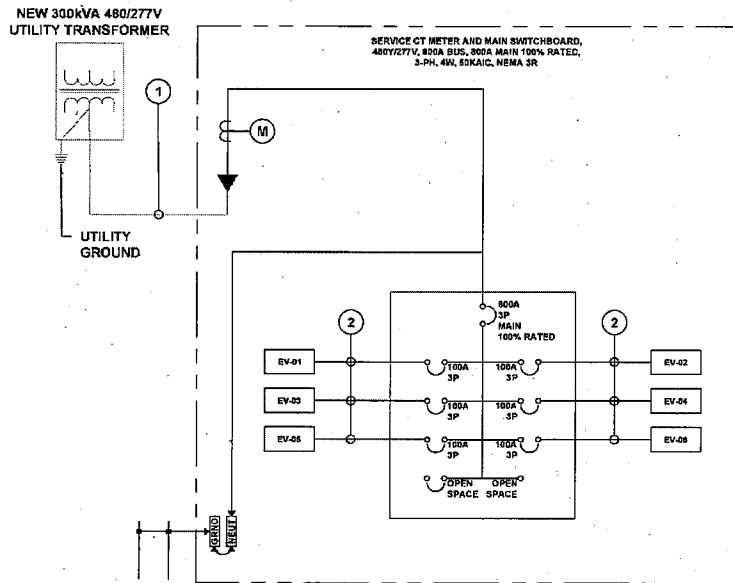 NEW 300kVA 480/277V
UTILITY TRANSFORMER
SERVICE CT METER AND MAIN SWITCHBOARD,
480Y/277V, 800A BUS, 800A MAIN 100% RATED,
3-PH, 4W, 50KAIC, NEMA 3R
1
M
UTILITY
GROUND
800A
3P
MAIN
100% RATED
2
2
EV-01
100A
3P
100A
3P
EV-02
EV-03
100A
3P
100A
3P
EV-04
EV-05
100A
3P
100A
3P
EV-06
OPEN
SPACE
OPEN
SPACE
GRND
NEUT